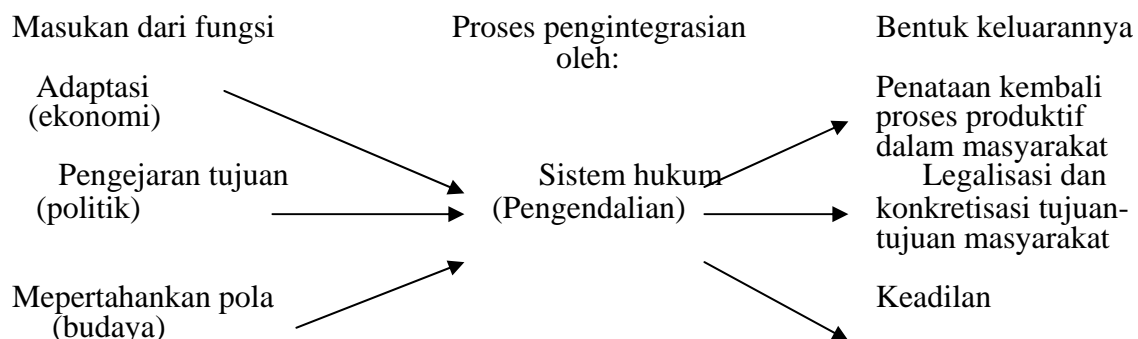 Masukan dari fungsi
Proses pengintegrasian
oleh:
Bentuk keluarannya
Adaptasi
(ekonomi)
Penataan kembali
proses produktif
dalam masyarakat
Pengejaran tujuan
(politik)
Sistem hukum
(Pengendalian)
Legalisasi dan
konkretisasi tujuan-
tujuan masyarakat
Mepertahankan pola
(budaya)
Keadilan